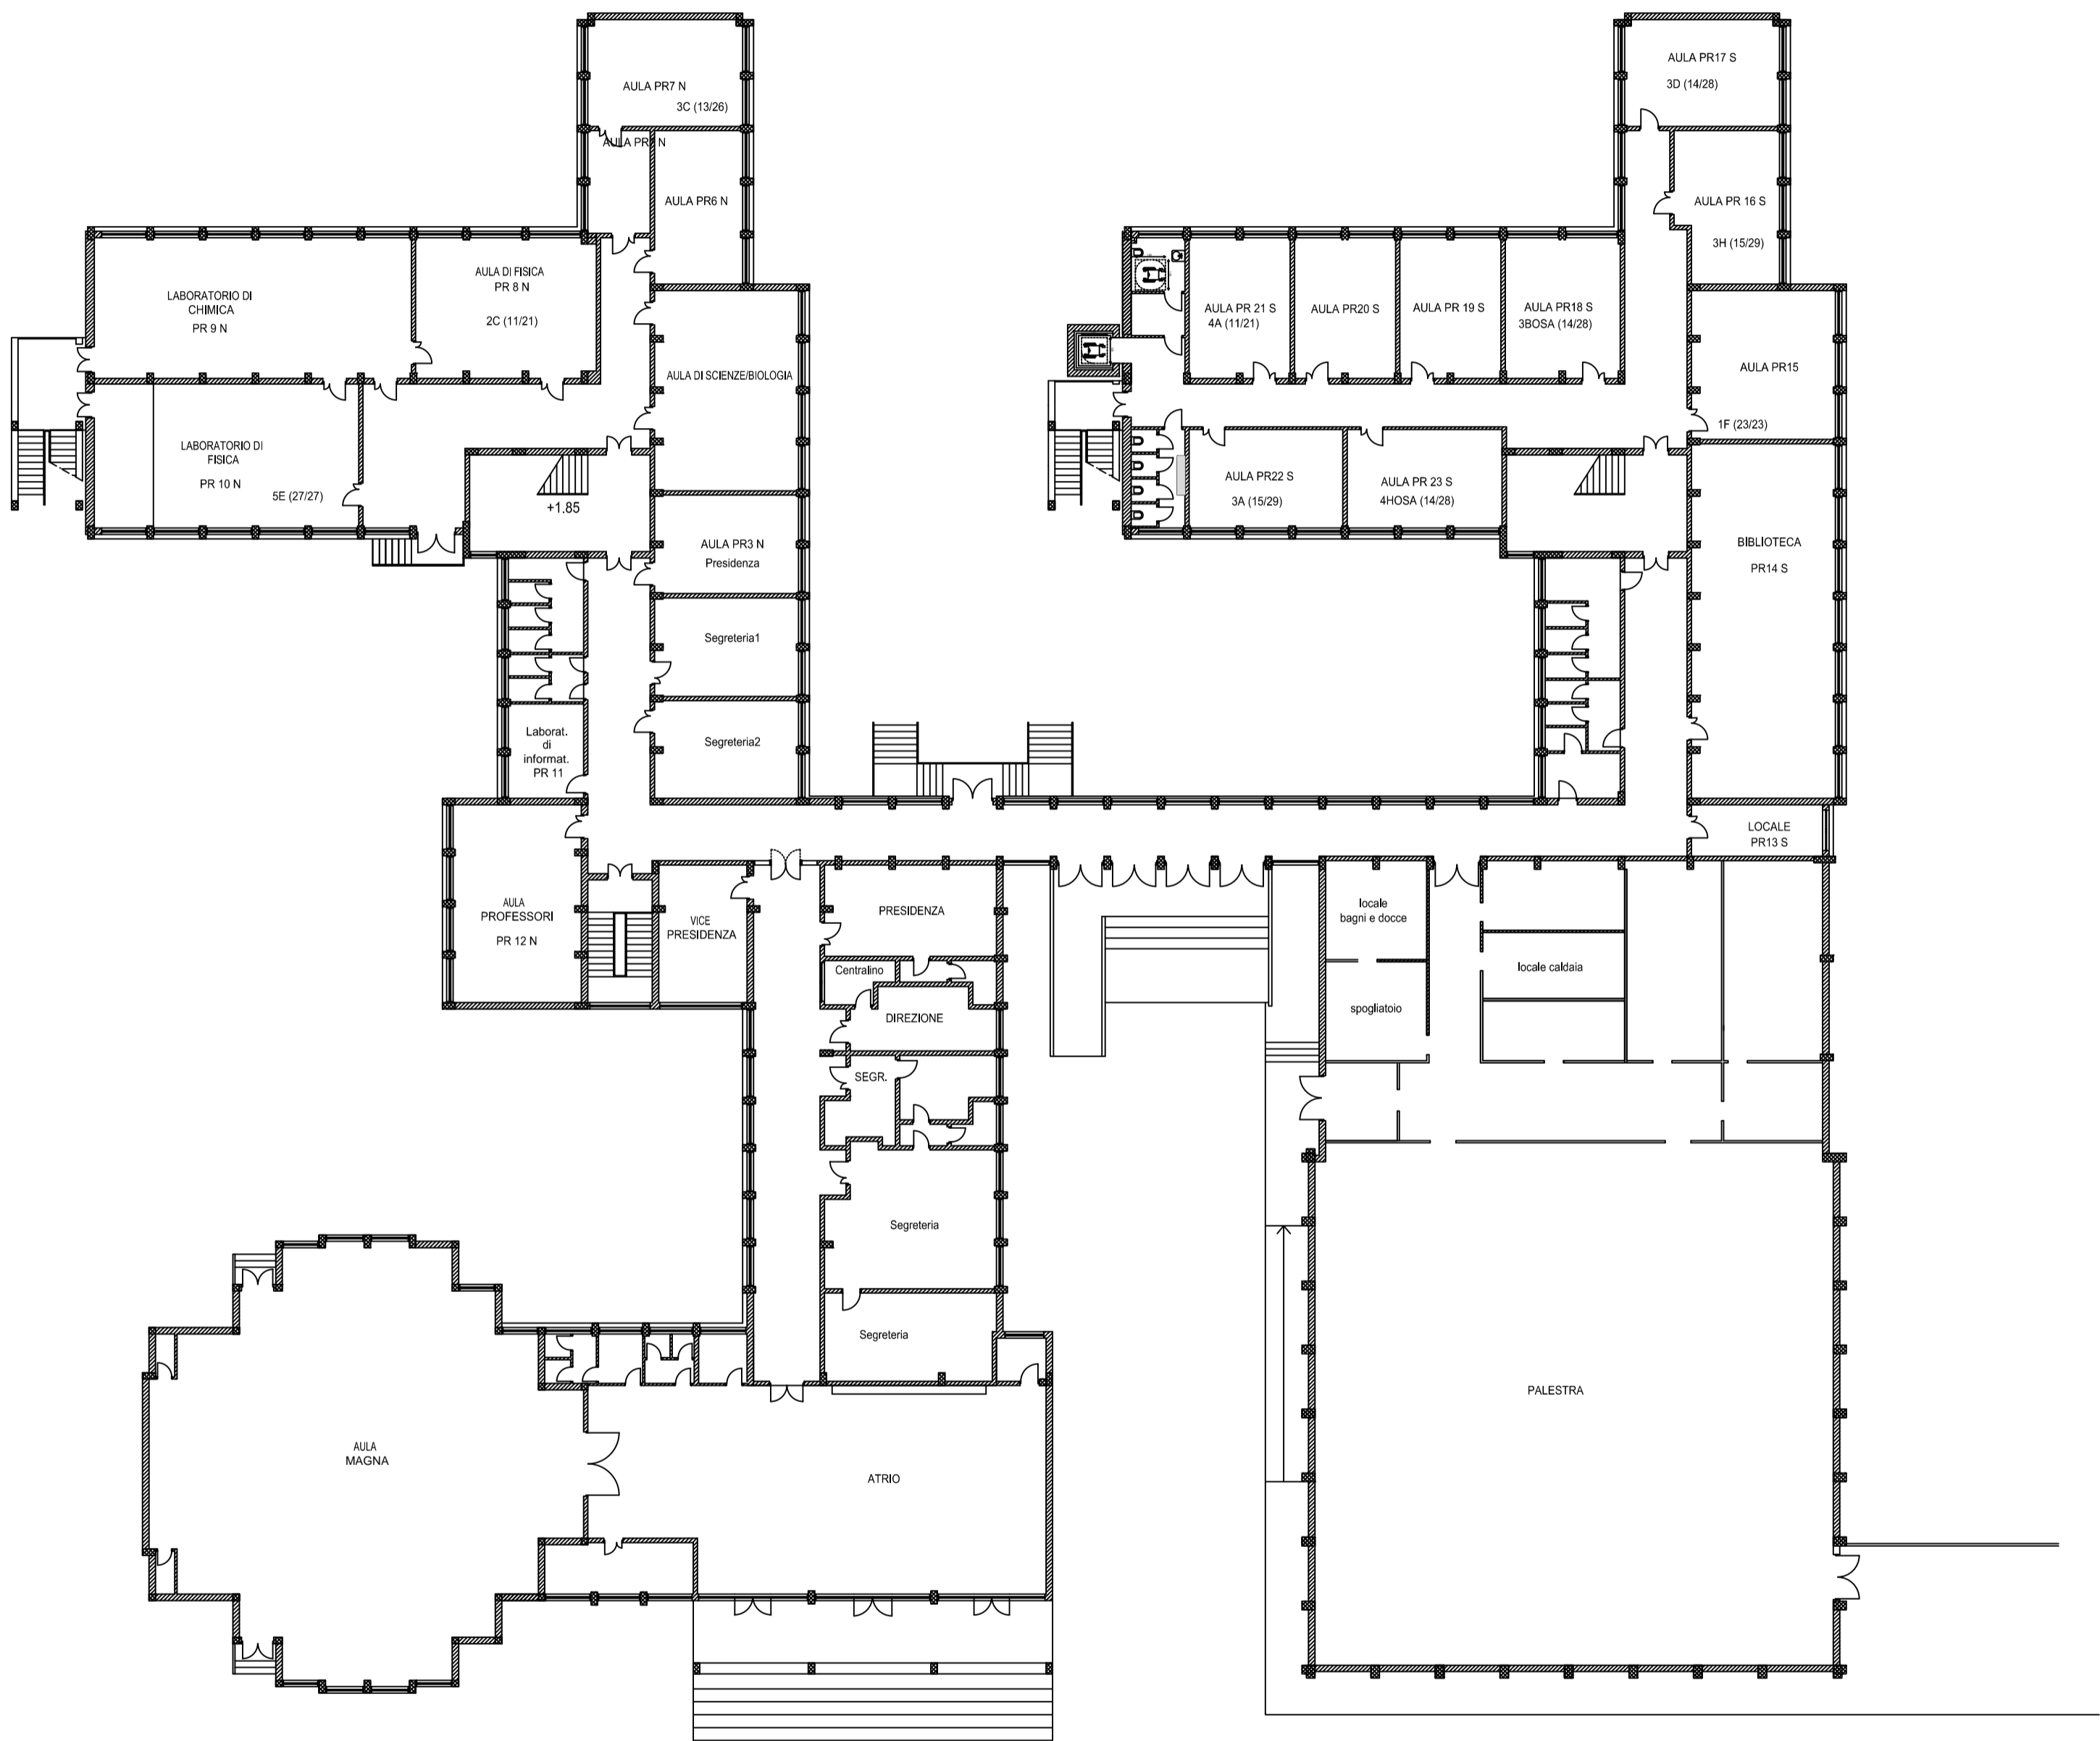 AULA PR7 N
3C (13/26)
AULA PR N
AULA PR6 N
LABORATORIO DI
CHIMICA
PR 9 N
AULA DI FISICA
PR 8 N
2C (11/21)
AULA DI SCIENZE/BIOLOGIA
LABORATORIO DI
FISICA
PR 10 N
5E (27/27)
+1.85
AULA PR3 N
Presidenza
Segreteria1
Segreteria2
Laborat.
di
informat.
PR 11
AULA
PROFESSORI
PR 12 N
VICE
PRESIDENZA
PRESIDENZA
Centralino
DIREZIONE
SEGR.
Segreteria
Segreteria
AULA
MAGNA
ATRIO
AULA PR17 S
3D (14/28)
AULA PR 16 S
3H (15/29)
AULA PR 21 S
4A (11/21)
AULA PR20 S
AULA PR 19 S
AULA PR18 S
3BOSA (14/28)
AULA PR15
1F (23/23)
AULA PR22 S
3A (15/29)
AULA PR 23 S
4HOSA (14/28)
BIBLIOTECA
PR14 S
LOCALE
PR13 S
locale
bagni e docce
spogliatoio
locale caldaia
PALESTRA